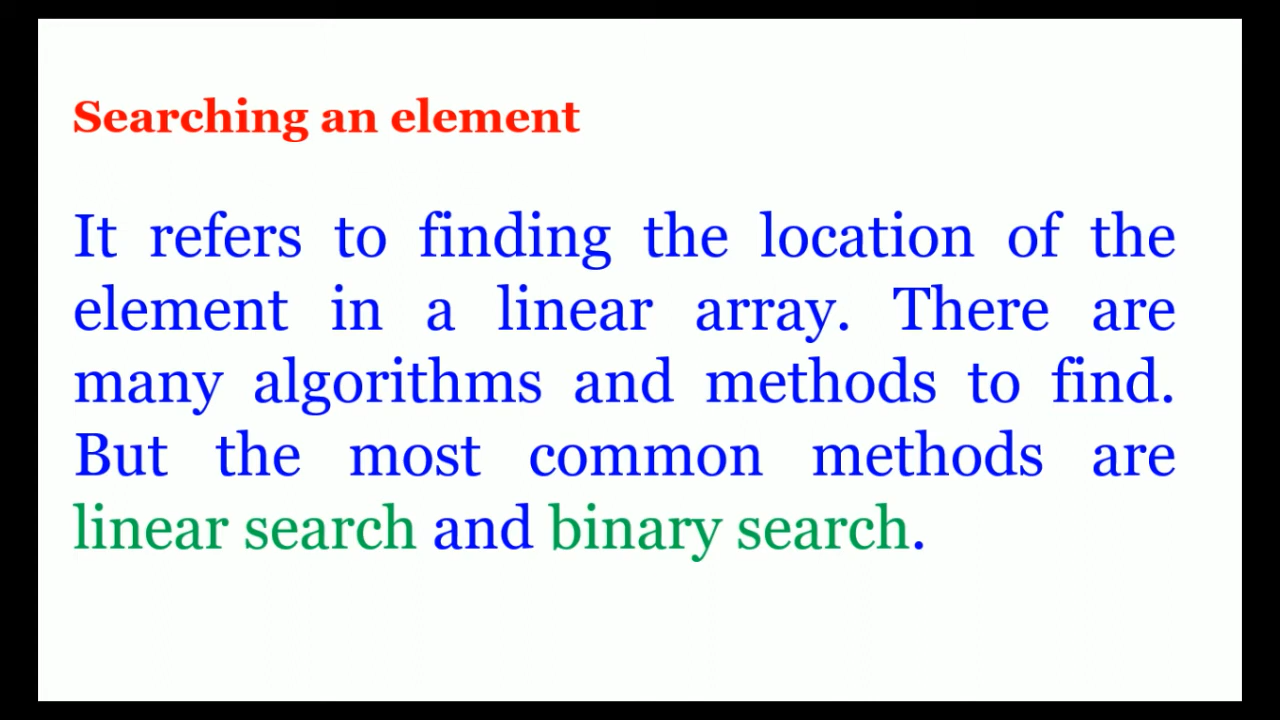 Searching an element
It refers to finding the location of the
element in a linear array. There are
many algorithms and methods to find.
But the most common methods are
linear search and binary search.